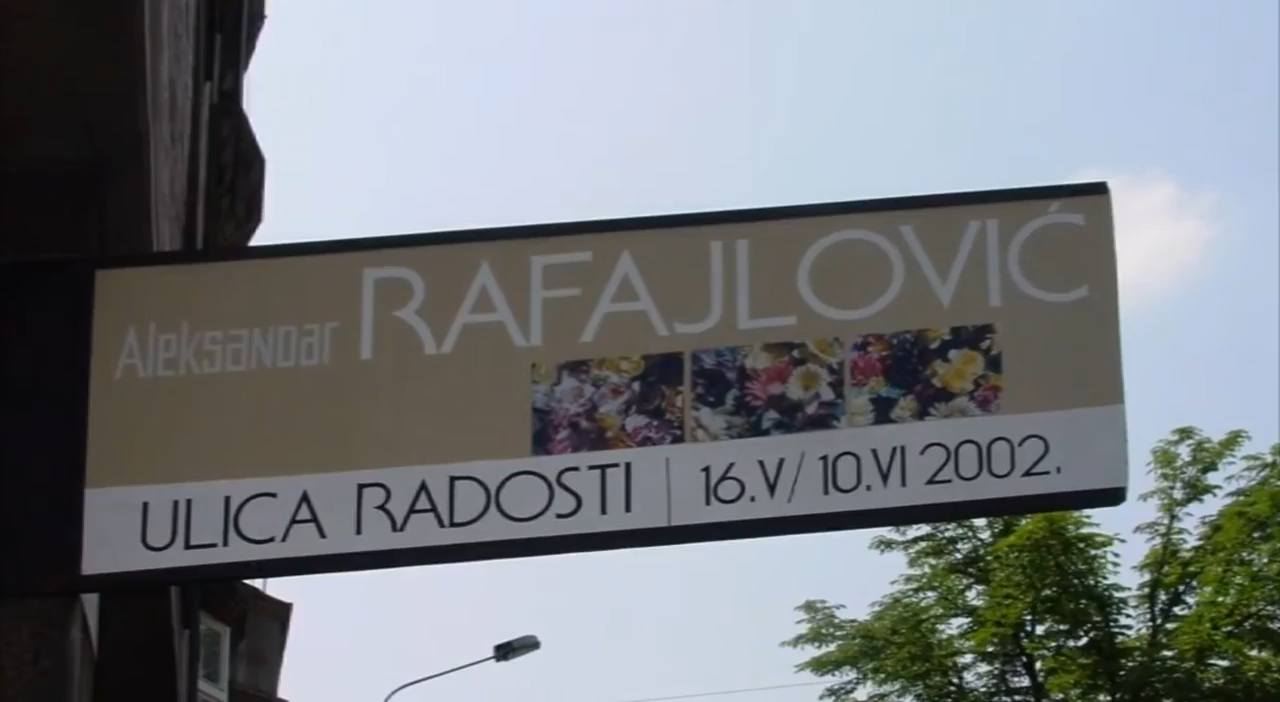 Aleksandar RAFAJLOVIĆ
ULICA RADOSTI | 16.V/ 10.VI 2002.